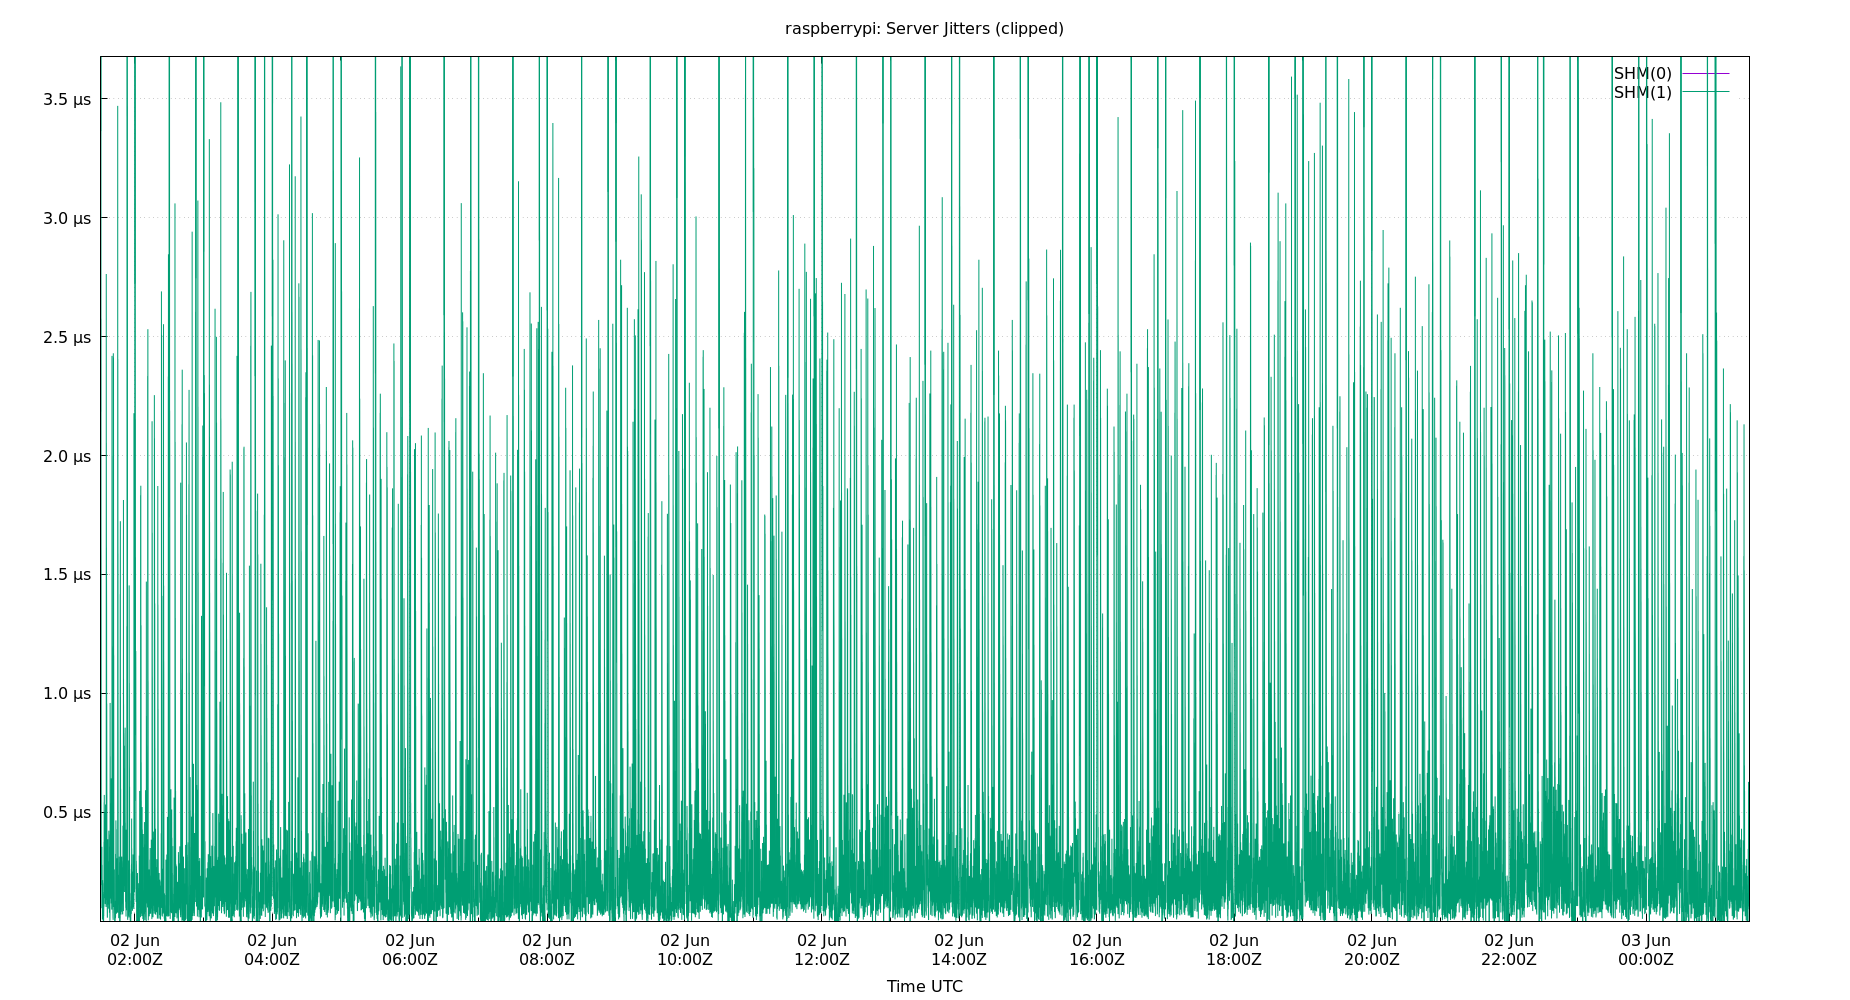 raspberrypi: Server Jitters (clipped)
SHM(0)
SHM(1)
3.5 µs
3.0 µs
2.5 µs
2.0 µs
1.5 µs
1.0 µs
0.5 µs
02 Jun 02 Jun 02 Jun 02 Jun 02 Jun 02 Jun 02 Jun 02 Jun 02 Jun 02 Jun 02 Jun 03 Jun
02:00Z 04:00Z 06:00Z 08:00Z 10:00Z 12:00Z 14:00Z 16:00Z 18:00Z 20:00Z 22:00Z 00:00Z
Time UTC